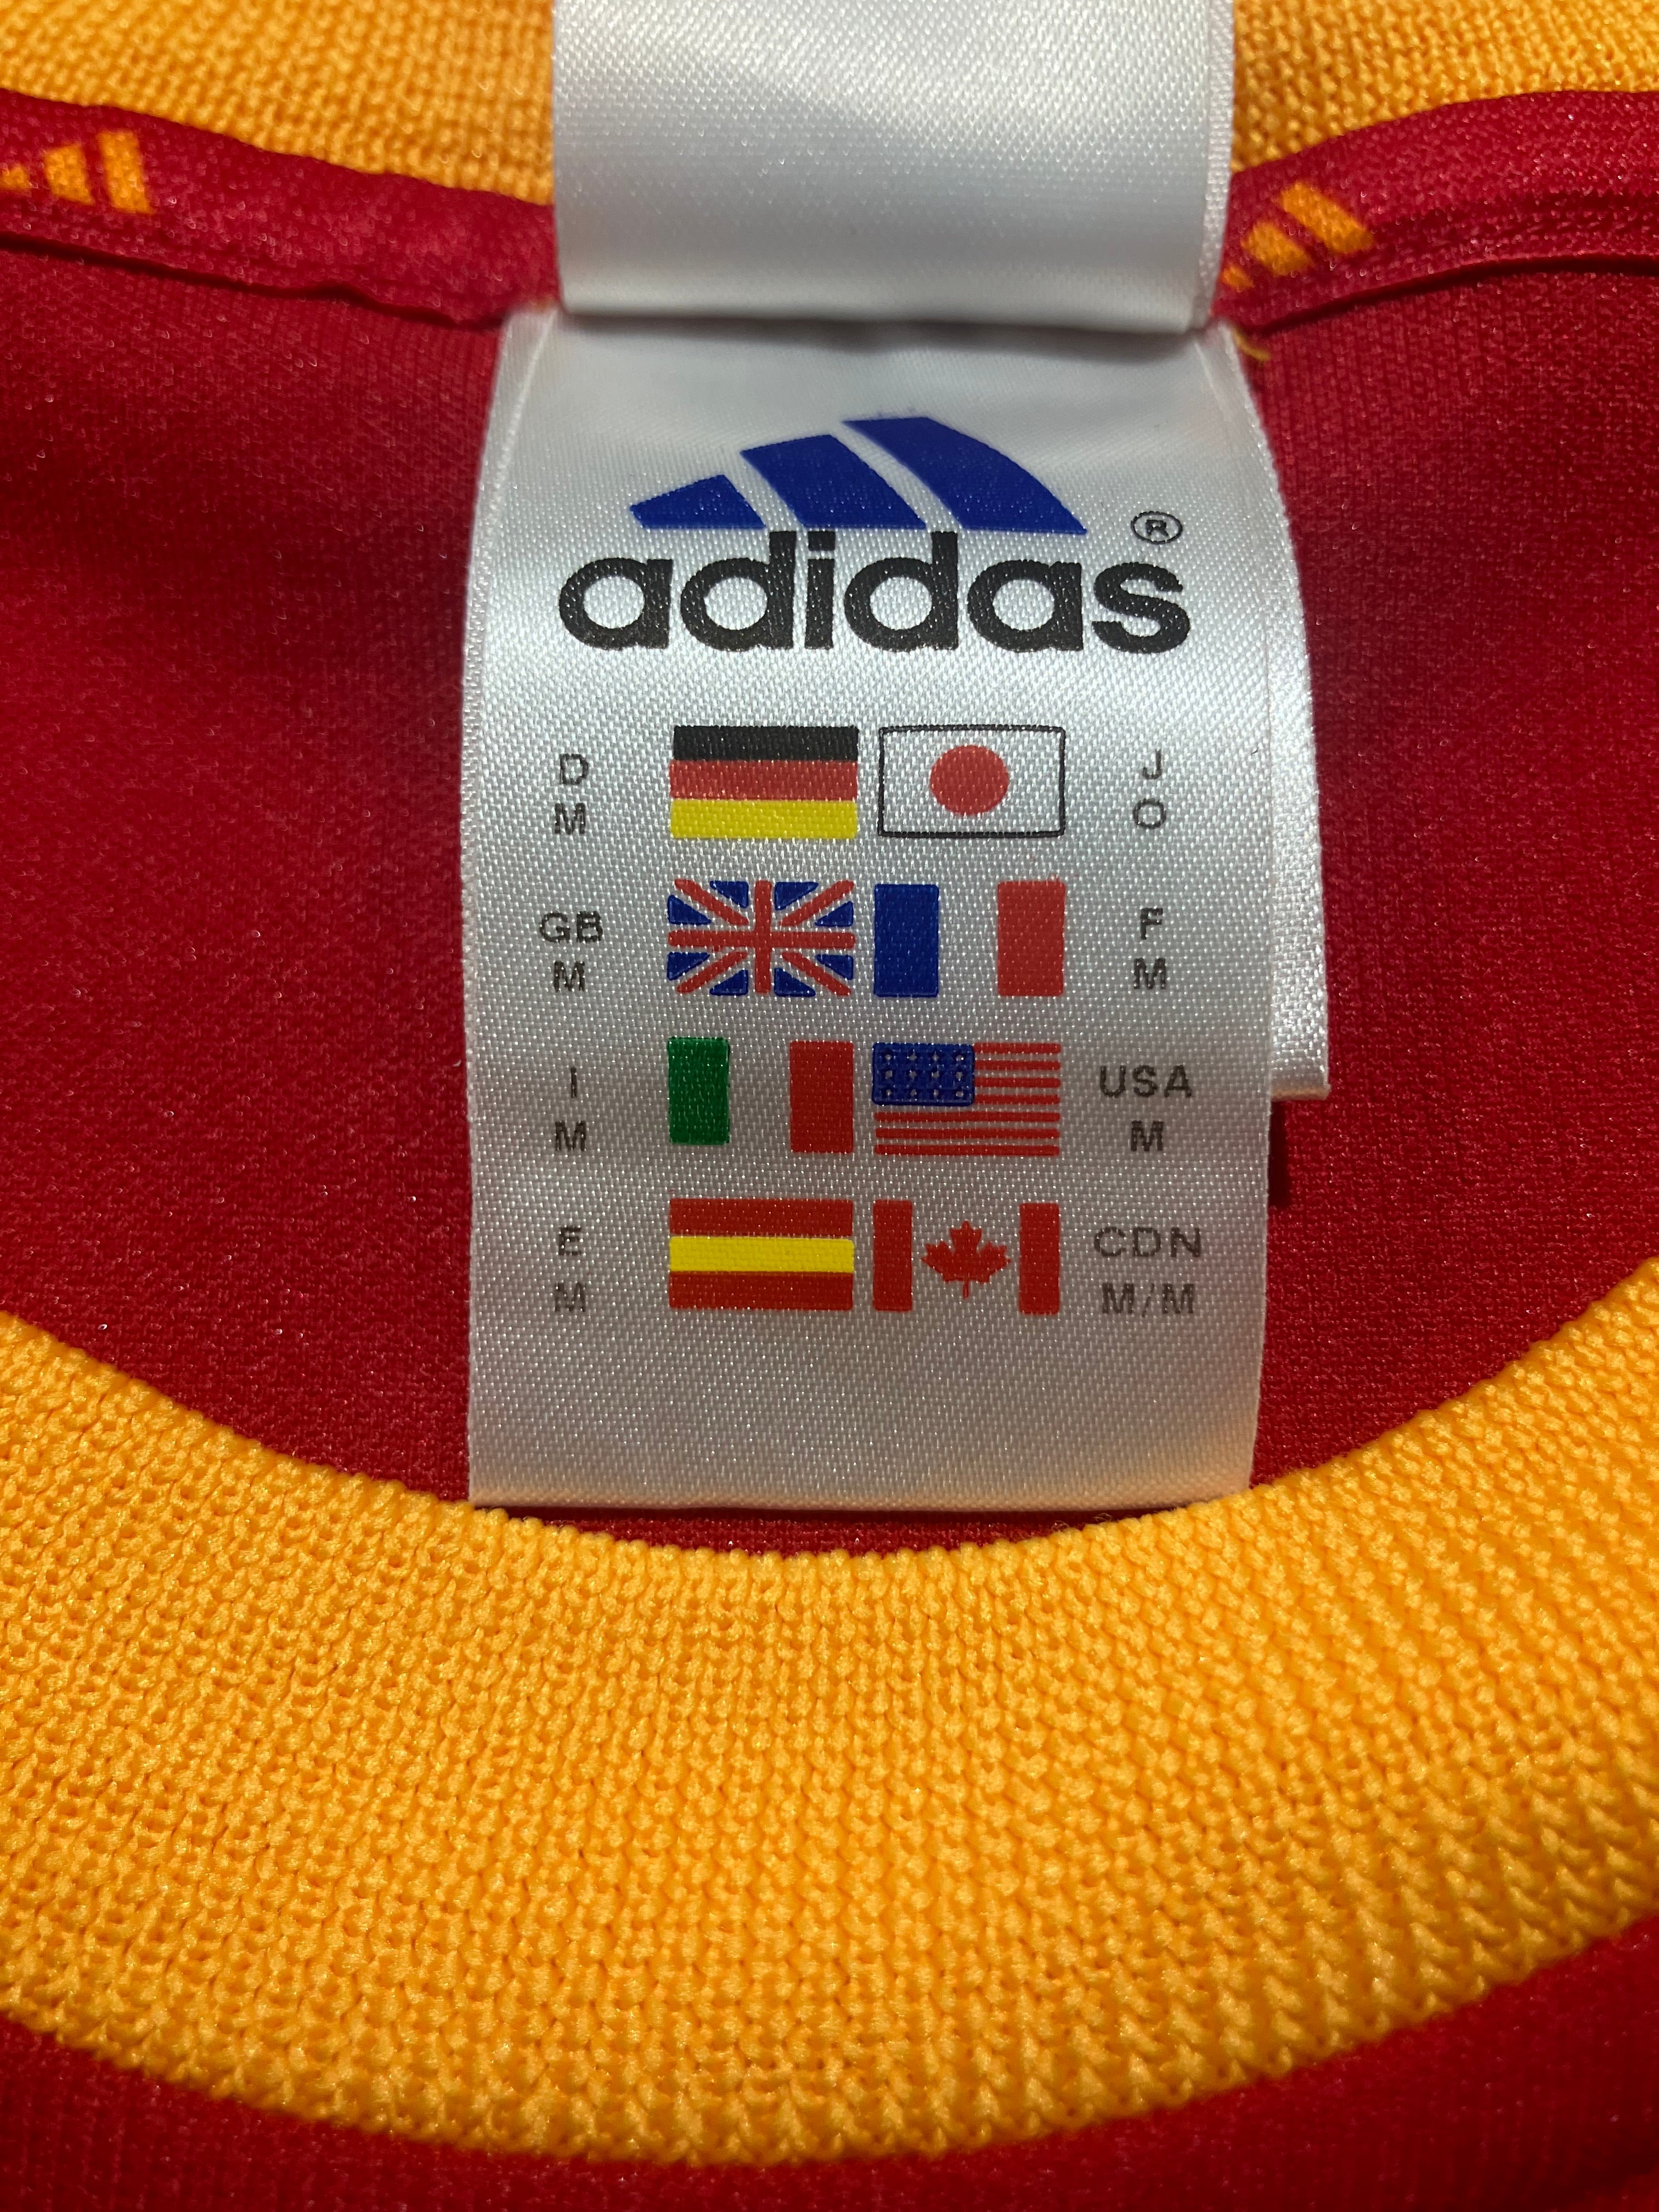 adidas ®
D J
M O
GB F
M M
I USA
M M
E CDN
M M/M